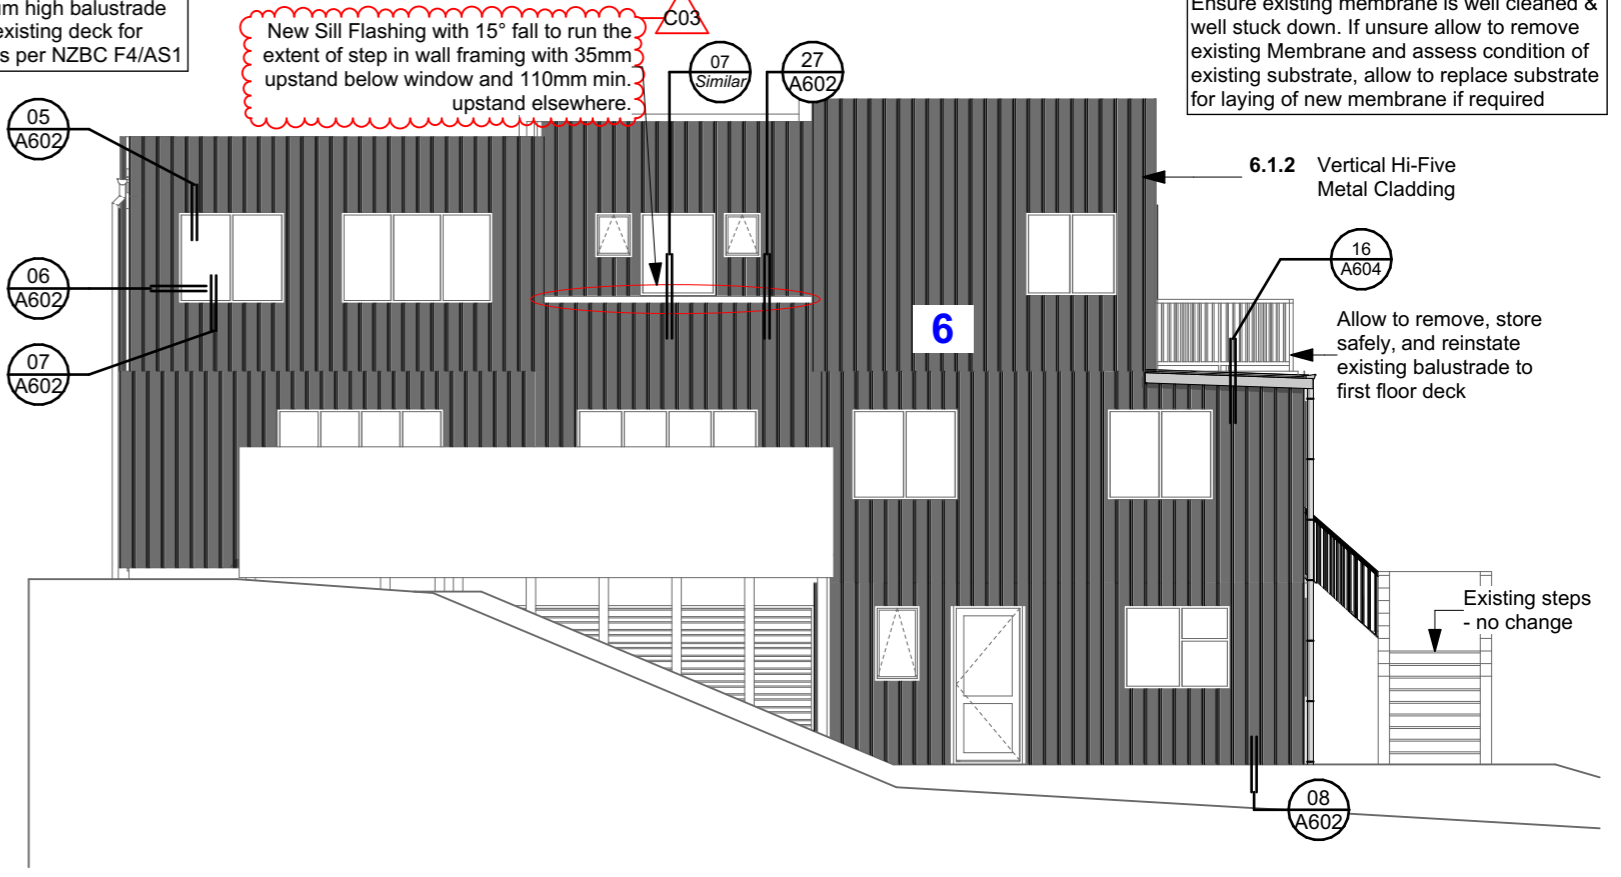 high balustrade
existing deck for
as per NZBC F4/AS1
New Sill Flashing with 15° fall to run the
extent of step in wall framing with 35mm
upstand below window and 110mm min.
upstand elsewhere.
C03
07
Similar
27
A602
Ensure existing membrane is well cleaned &
well stuck down. If unsure allow to remove
existing Membrane and assess condition of
existing substrate, allow to replace substrate
for laying of new membrane if required
05
A602
6.1.2 Vertical Hi-Five
Metal Cladding
06
A602
16
A604
6
Allow to remove, store
safely, and reinstate
existing balustrade to
first floor deck
07
A602
Existing steps
- no change
08
A602